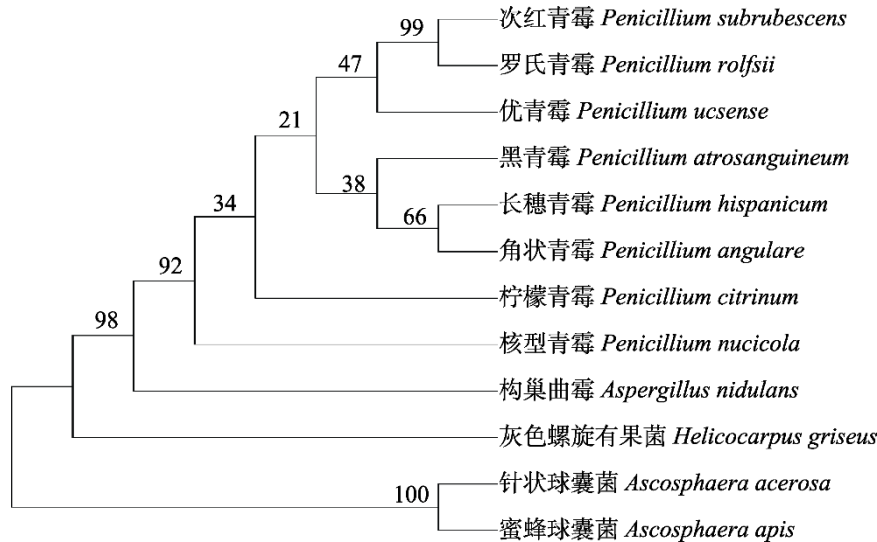 次红青霉 Penicillium subrubescens
99
罗氏青霉 Penicillium rolfsii
47
优青霉 Penicillium ucsense
21
黑青霉 Penicillium atrosanguineum
38
长穗青霉 Penicillium hispanicum
34
66
角状青霉 Penicillium angulare
92
柠檬青霉 Penicillium citrinum
98
核型青霉 Penicillium nucicola
构巢曲霉 Aspergillus nidulans
灰色螺旋有果菌 Helicocarpus griseus
针状球囊菌 Ascosphaera acerosa
100
蜜蜂球囊菌 Ascosphaera apis